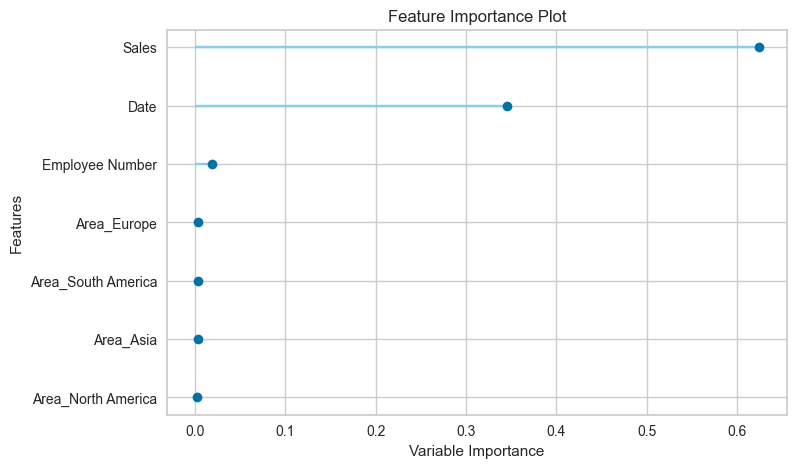 Feature Importance Plot
Sales
Date
Employee Number
Area_Europe
Area_South America
Area_Asia
Area_North America
Features
0.0 0.1 0.2 0.3 0.4 0.5 0.6
Variable Importance